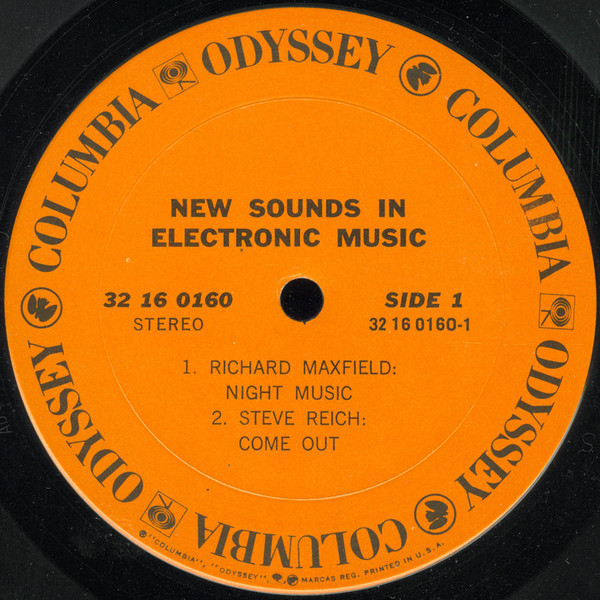 ODYSSEY
COLUMBIA
ODYSSEY
COLUMBIA
ODYSSEY
COLUMBIA
NEW SOUNDS IN
ELECTRONIC MUSIC
32 16 0160
STEREO
SIDE 1
32 16 0160-1
1. RICHARD MAXFIELD:
NIGHT MUSIC
2. STEVE REICH:
COME OUT
"COLUMBIA", "ODYSSEY", MARCAS REG. PRINTED IN U.S.A.